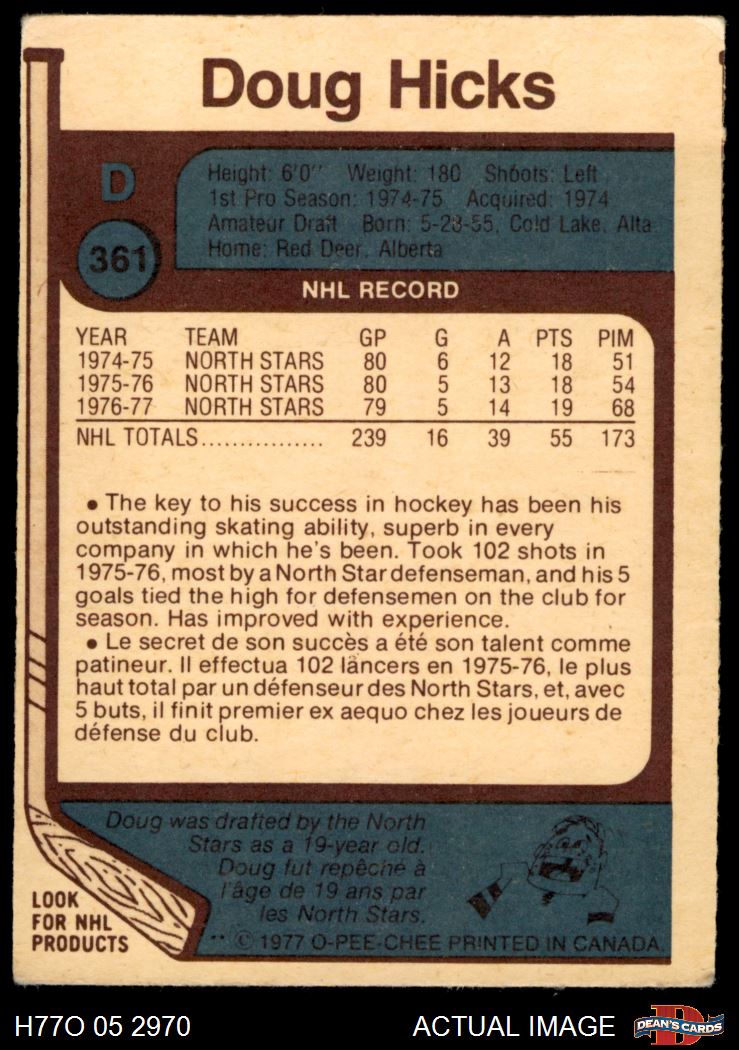 Doug Hicks
D
361
Height: 6'0'' Weight: 180 Shoots: Left
1st Pro Season: 1974-75 Acquired: 1974
Amateur Draft Born: 5-28-55, Cold Lake, Alta.
Home: Red Deer, Alberta
NHL RECORD
YEAR TEAM GP G A PTS PIM
1974-75 NORTH STARS 80 6 12 18 51
1975-76 NORTH STARS 80 5 13 18 54
1976-77 NORTH STARS 79 5 14 19 68
NHL TOTALS................ 239 16 39 55 173
• The key to his success in hockey has been his
outstanding skating ability, superb in every
company in which he's been. Took 102 shots in
1975-76, most by a North Star defenseman, and his 5
goals tied the high for defensemen on the club for
season. Has improved with experience.
• Le secret de son succès a été son talent comme
patineur. Il effectua 102 lancers en 1975-76, le plus
haut total par un défenseur des North Stars, et, avec
5 buts, il finit premier ex aequo chez les joueurs de
défense du club.
Doug was drafted by the North
Stars as a 19-year old.
Doug fut repêché à
l'âge de 19 ans par
les North Stars.
LOOK
FOR NHL
PRODUCTS
** © 1977 O-PEE-CHEE PRINTED IN CANADA.
H77O 05 2970 ACTUAL IMAGE DEAN'S CARDS